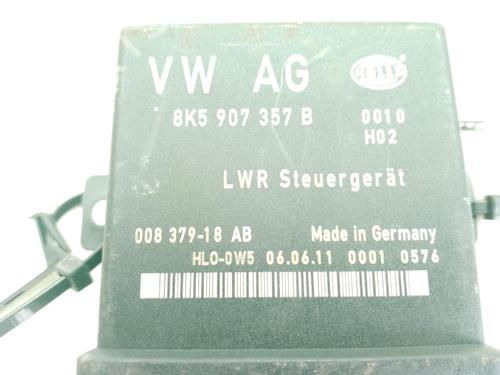 VW AG
8K5 907 357 B 0010
H02
LWR Steuergerät
008 379-18 AB Made in Germany
HLO-0W5 06.06.11 0001 0576